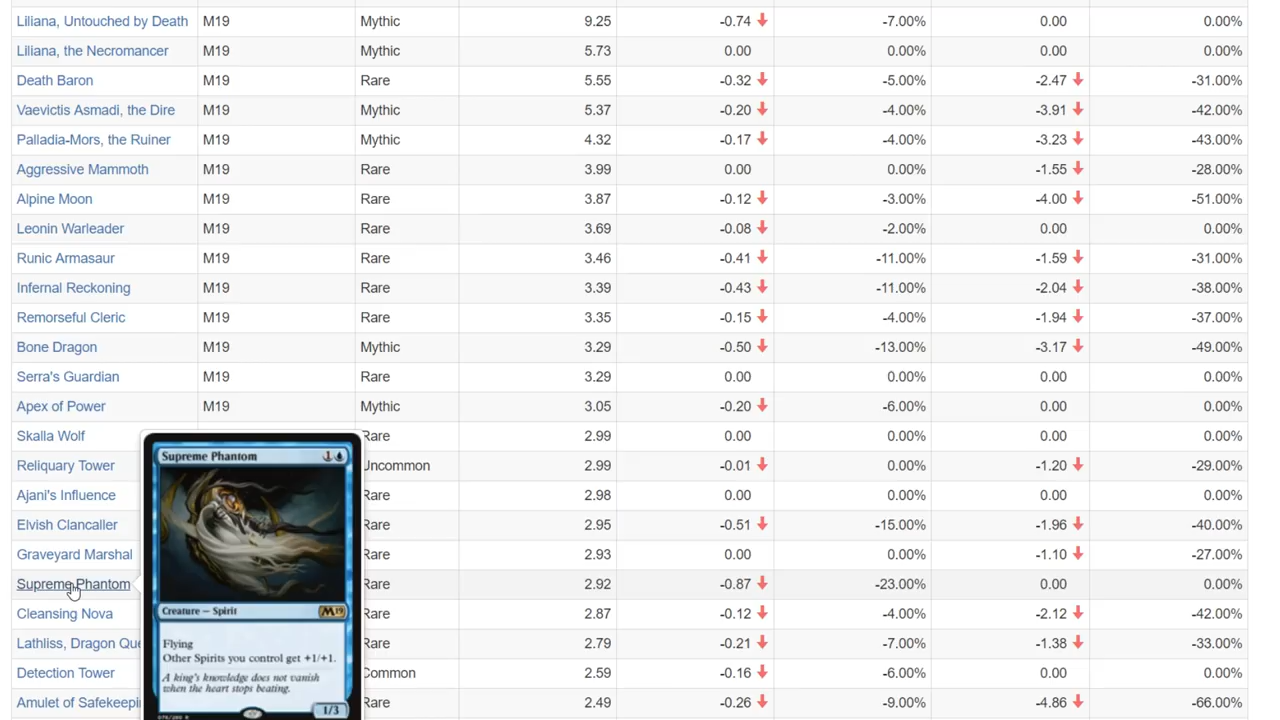 Liliana, Untouched by Death M19 Mythic 9.25 -0.74 -7.00% 0.00 0.00%
Liliana, the Necromancer M19 Mythic 5.73 0.00 0.00% 0.00 0.00%
Death Baron M19 Rare 5.55 -0.32 -5.00% -2.47 -31.00%
Vaevictis Asmadi, the Dire M19 Mythic 5.37 -0.20 -4.00% -3.91 -42.00%
Palladia-Mors, the Ruiner M19 Mythic 4.32 -0.17 -4.00% -3.23 -43.00%
Aggressive Mammoth M19 Rare 3.99 0.00 0.00% -1.55 -28.00%
Alpine Moon M19 Rare 3.87 -0.12 -3.00% -4.00 -51.00%
Leonin Warleader M19 Rare 3.69 -0.08 -2.00% 0.00 0.00%
Runic Armasaur M19 Rare 3.46 -0.41 -11.00% -1.59 -31.00%
Infernal Reckoning M19 Rare 3.39 -0.43 -11.00% -2.04 -38.00%
Remorseful Cleric M19 Rare 3.35 -0.15 -4.00% -1.94 -37.00%
Bone Dragon M19 Mythic 3.29 -0.50 -13.00% -3.17 -49.00%
Serra's Guardian M19 Rare 3.29 0.00 0.00% 0.00 0.00%
Apex of Power M19 Mythic 3.05 -0.20 -6.00% 0.00 0.00%
Skalla Wolf Rare 2.99 0.00 0.00% 0.00 0.00%
Reliquary Tower Uncommon 2.99 -0.01 0.00% -1.20 -29.00%
Ajani's Influence Rare 2.98 0.00 0.00% 0.00 0.00%
Elvish Clancaller Rare 2.95 -0.51 -15.00% -1.96 -40.00%
Graveyard Marshal Rare 2.93 0.00 0.00% -1.10 -27.00%
Supreme Phantom Rare 2.92 -0.87 -23.00% 0.00 0.00%
Cleansing Nova Rare 2.87 -0.12 -4.00% -2.12 -42.00%
Lathliss, Dragon Que Rare 2.79 -0.21 -7.00% -1.38 -33.00%
Detection Tower Common 2.59 -0.16 -6.00% 0.00 0.00%
Amulet of Safekeepi Rare 2.49 -0.26 -9.00% -4.86 -66.00%
Supreme Phantom 1
Creature — Spirit M19
Flying
Other Spirits you control get +1/+1.
A king's knowledge does not vanish
when the heart stops beating.
1/3